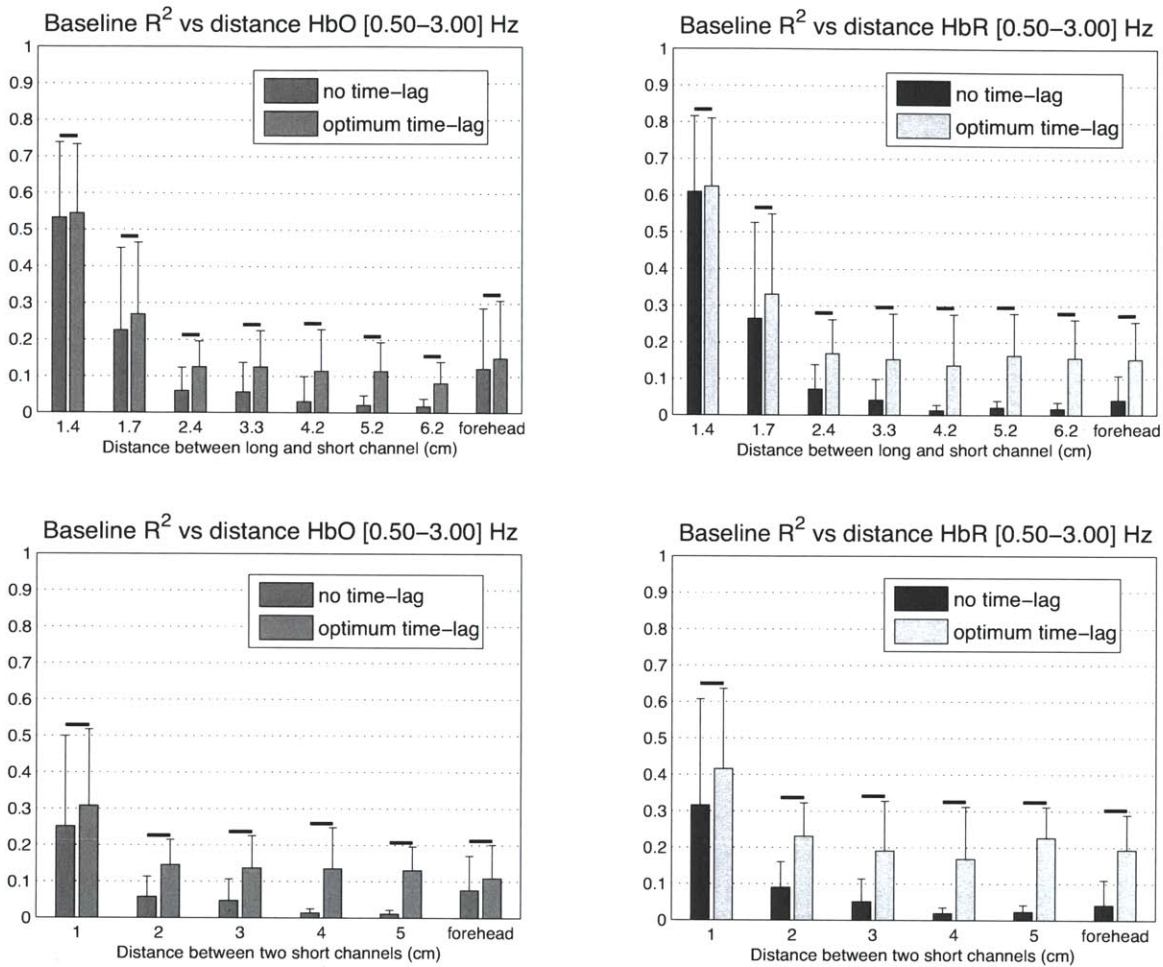 Baseline R² vs distance HbO [0.50–3.00] Hz
1
0.9
0.8
0.7
0.6
0.5
0.4
0.3
0.2
0.1
0
no time–lag
optimum time–lag
1.4 1.7 2.4 3.3 4.2 5.2 6.2 forehead
Distance between long and short channel (cm)
Baseline R² vs distance HbR [0.50–3.00] Hz
1
0.9
0.8
0.7
0.6
0.5
0.4
0.3
0.2
0.1
0
no time–lag
optimum time–lag
1.4 1.7 2.4 3.3 4.2 5.2 6.2 forehead
Distance between long and short channel (cm)
Baseline R² vs distance HbO [0.50–3.00] Hz
1
0.9
0.8
0.7
0.6
0.5
0.4
0.3
0.2
0.1
0
no time–lag
optimum time–lag
1 2 3 4 5 forehead
Distance between two short channels (cm)
Baseline R² vs distance HbR [0.50–3.00] Hz
1
0.9
0.8
0.7
0.6
0.5
0.4
0.3
0.2
0.1
0
no time–lag
optimum time–lag
1 2 3 4 5 forehead
Distance between two short channels (cm)